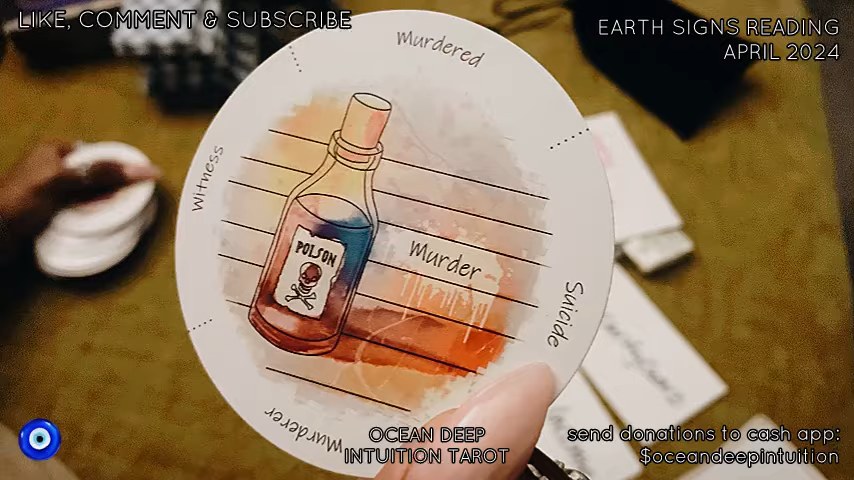 LIKE, COMMENT & SUBSCRIBE
EARTH SIGNS READING
APRIL 2024
Murdered
Witness
POISON
Murder
Suicide
Murderer
OCEAN DEEP
INTUITION TAROT
send donations to cash app:
$oceandeepintuition